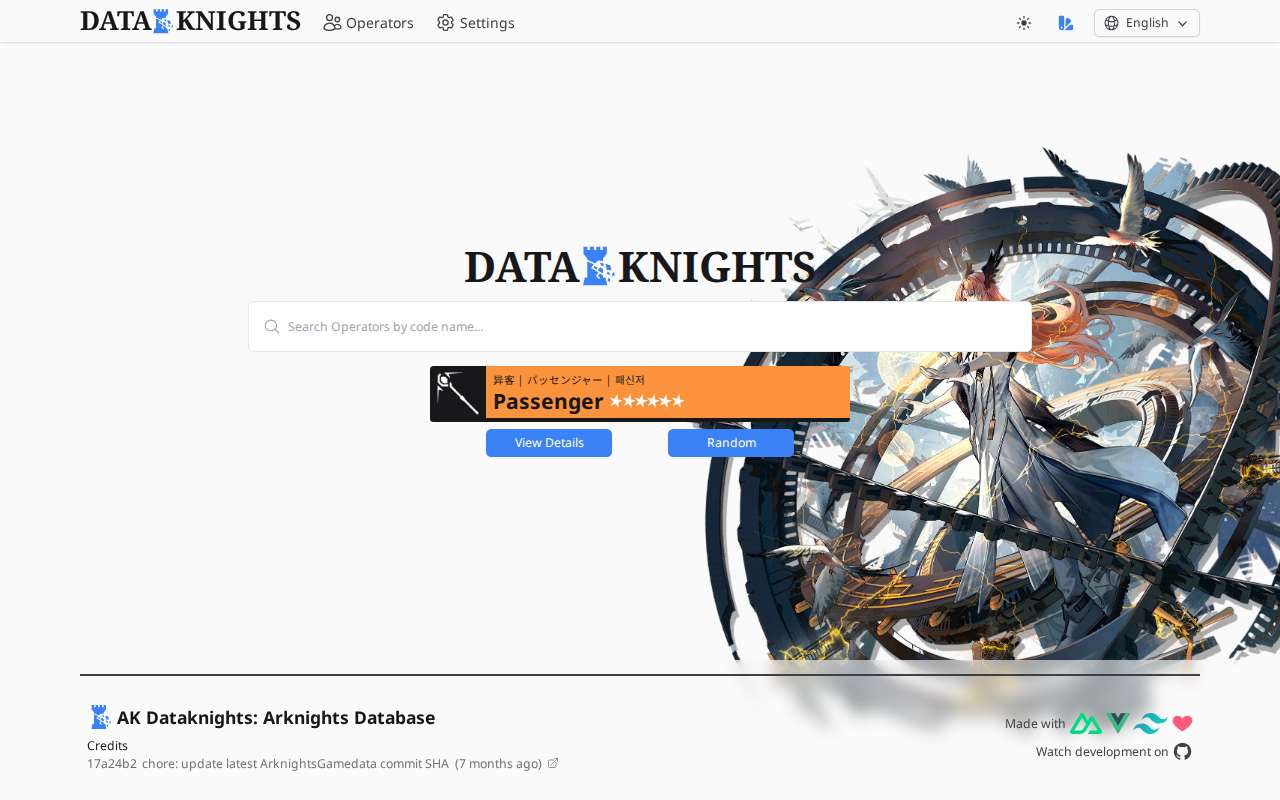 DATA KNIGHTS
Operators
Settings
English
DATA KNIGHTS
Search Operators by code name...
异客 | パッセンジャー | 패신저
Passenger ★★★★★★
View Details
Random
AK Dataknights: Arknights Database
Credits
17a24b2 chore: update latest ArknightsGamedata commit SHA (7 months ago)
Made with
Watch development on